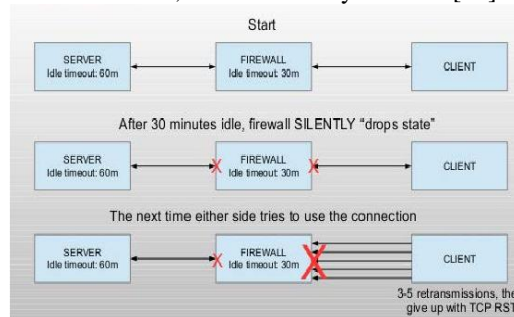 Start
SERVER
Idle timeout: 60m
FIREWALL
Idle timeout: 30m
CLIENT
After 30 minutes idle, firewall SILENTLY "drops state"
SERVER
Idle timeout: 60m
FIREWALL
Idle timeout: 30m
CLIENT
The next time either side tries to use the connection
SERVER
Idle timeout: 60m
FIREWALL
Idle timeout: 30m
CLIENT
3-5 retransmissions, the
give up with TCP RST